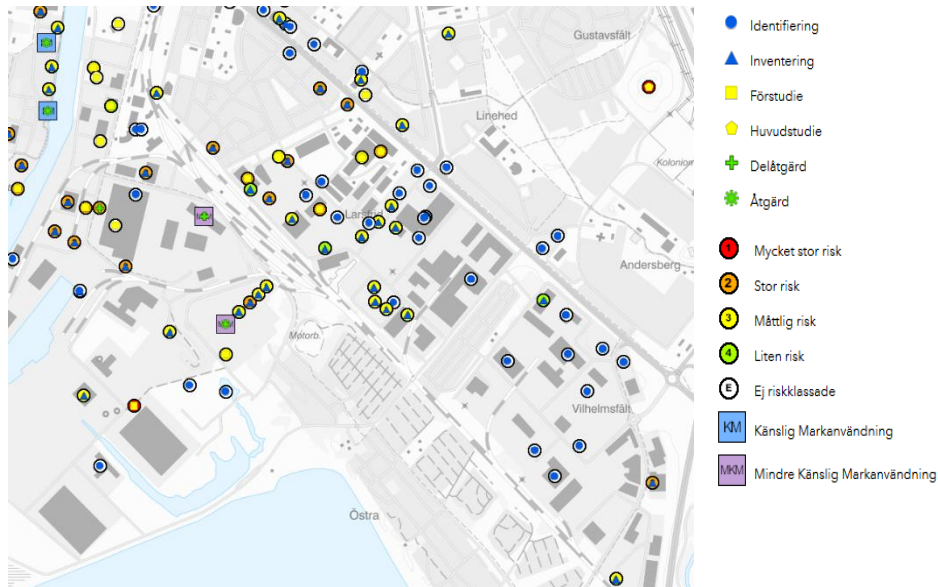 Gustavsfält
Linehed
Kolonion
Larsfrid
Andersberg
Motorb.
Vilhelmsfält
Östra
Identifiering
Inventering
Förstudie
Huvudstudie
Delåtgärd
Åtgärd
1 Mycket stor risk
2 Stor risk
3 Måttlig risk
4 Liten risk
E Ej riskklassade
KM Känslig Markanvändning
MKM Mindre Känslig Markanvändning